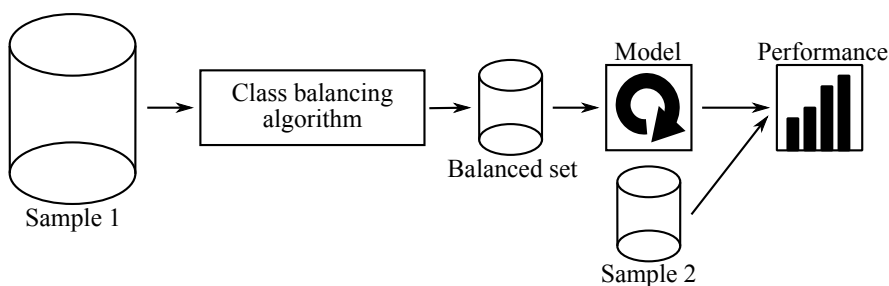 Sample 1
Class balancing
algorithm
Balanced set
Model
Sample 2
Performance